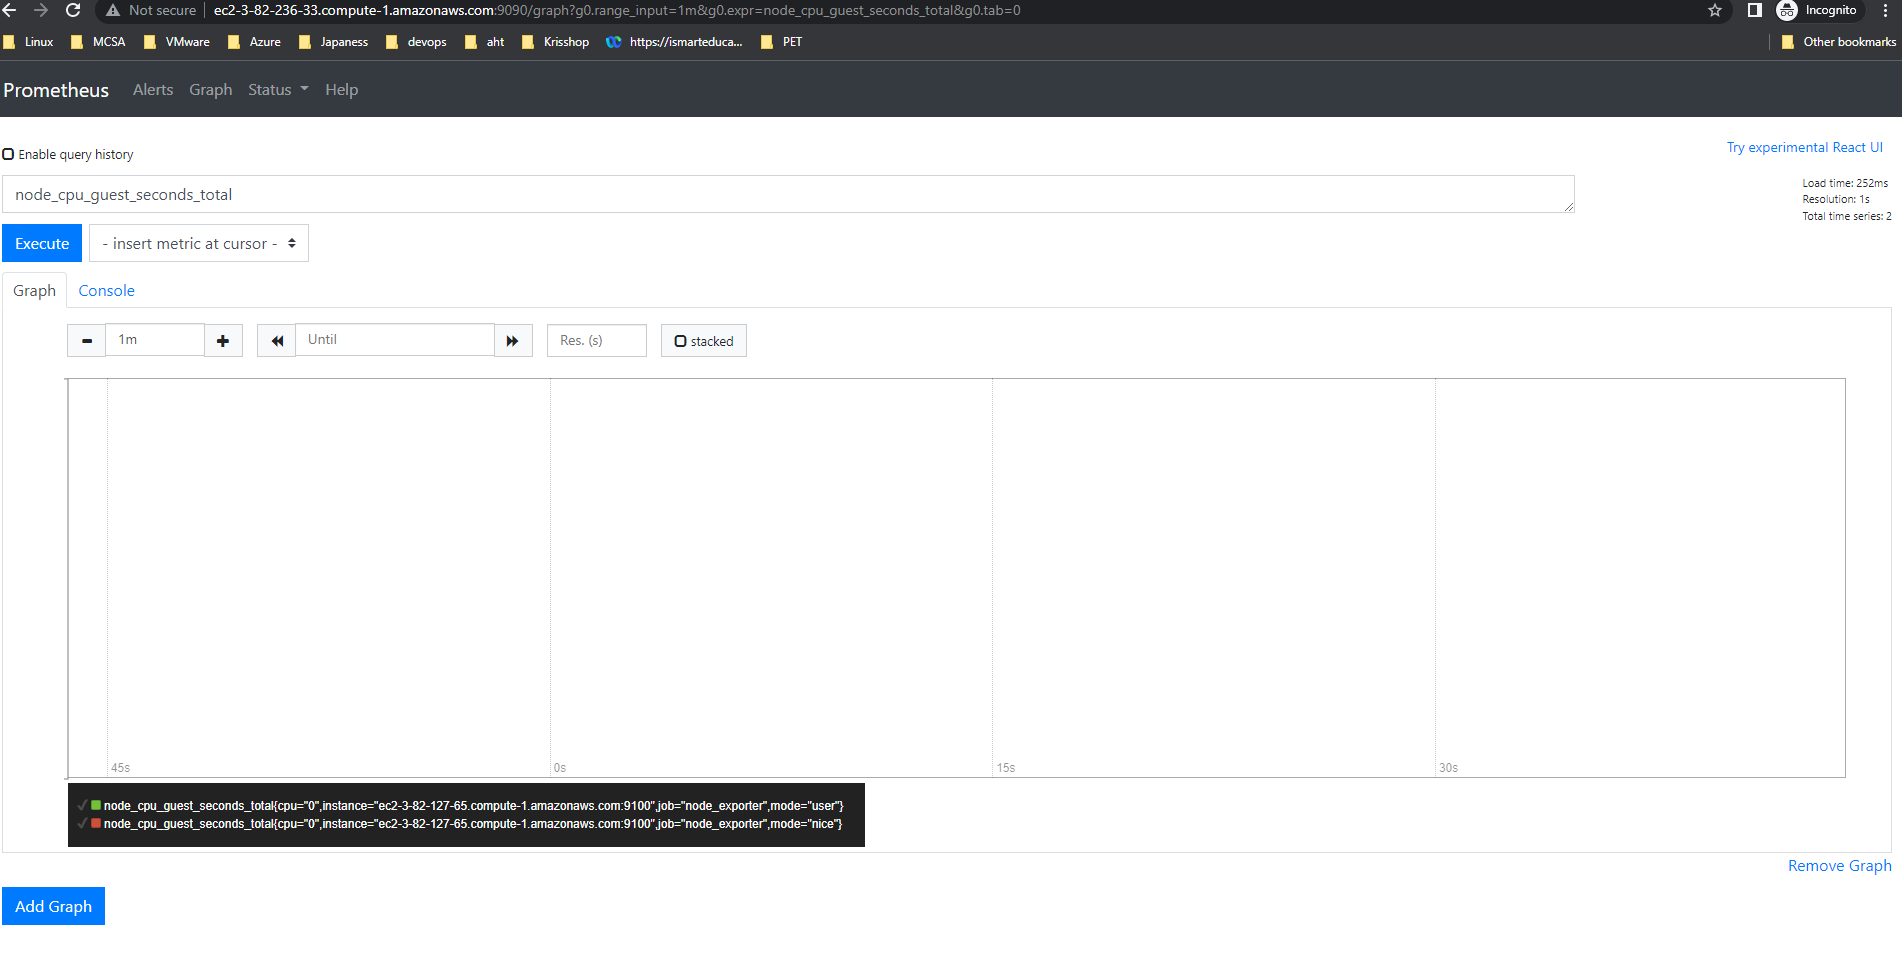 Not secure ec2-3-82-236-33.compute-1.amazonaws.com:9090/graph?g0.range_input=1m&g0.expr=node_cpu_guest_seconds_total&g0.tab=0 Incognito
Linux MCSA VMware Azure Japaness devops aht Krisshop https://ismarteduca... PET Other bookmarks
Prometheus Alerts Graph Status Help
Enable query history Try experimental React UI
node_cpu_guest_seconds_total
Load time: 252ms
Resolution: 1s
Total time series: 2
Execute - insert metric at cursor -
Graph Console
1m Until Res. (s) stacked
45s 0s 15s 30s
node_cpu_guest_seconds_total{cpu="0",instance="ec2-3-82-127-65.compute-1.amazonaws.com:9100",job="node_exporter",mode="user"}
node_cpu_guest_seconds_total{cpu="0",instance="ec2-3-82-127-65.compute-1.amazonaws.com:9100",job="node_exporter",mode="nice"}
Remove Graph
Add Graph